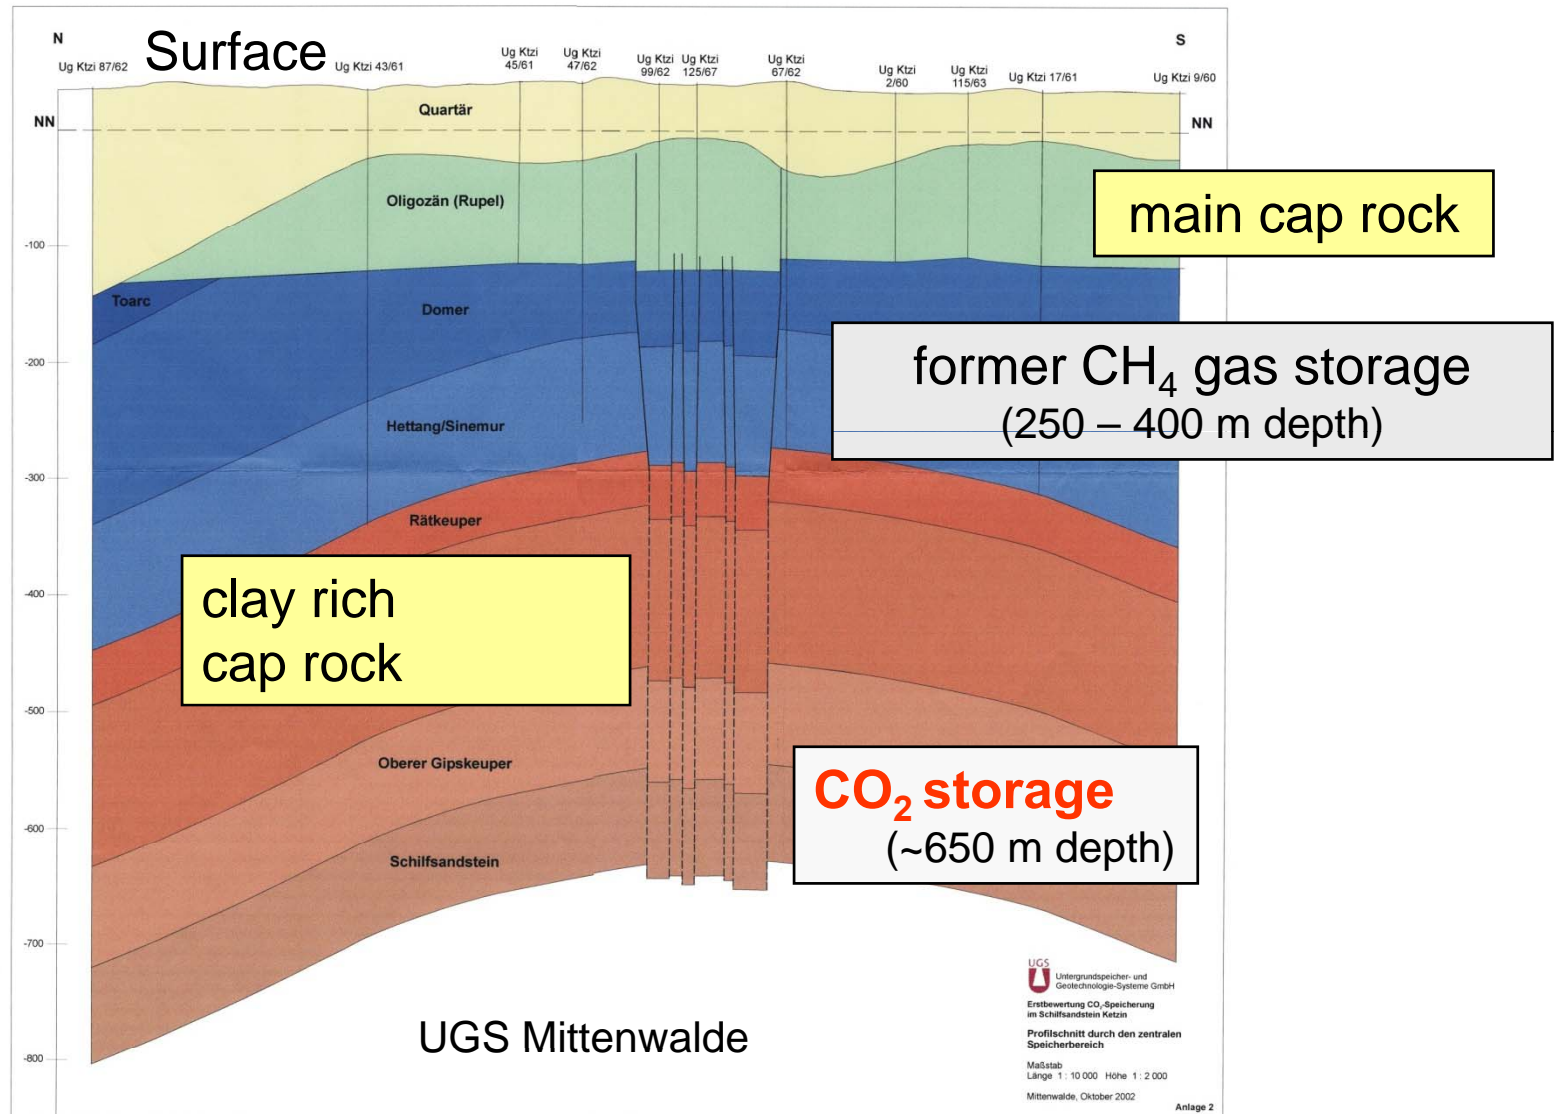 N
Surface
S
Ug Ktzi 87/62
Ug Ktzi 43/61
Ug Ktzi
45/61
Ug Ktzi
47/62
Ug Ktzi
99/62
Ug Ktzi
125/67
Ug Ktzi
67/62
Ug Ktzi
2/60
Ug Ktzi
115/63
Ug Ktzi 17/61
Ug Ktzi 9/60
Quartär
NN
NN
Oligozän (Rupel)
main cap rock
-100
Toarc
Domer
-200
former CH₄ gas storage
(250 – 400 m depth)
Hettang/Sinemur
-300
Rätkeuper
-400
clay rich
cap rock
-500
Oberer Gipskeuper
CO₂ storage
(~650 m depth)
-600
Schilfsandstein
-700
UGS
Untergrundspeicher- und
Geotechnologie-Systeme GmbH
Erstbewertung CO₂-Speicherung
im Schilfsandstein Ketzin
Profilschnitt durch den zentralen
Speicherbereich
UGS Mittenwalde
-800
Maßstab
Länge 1 : 10 000 Höhe 1 : 2 000
Mittenwalde, Oktober 2002
Anlage 2